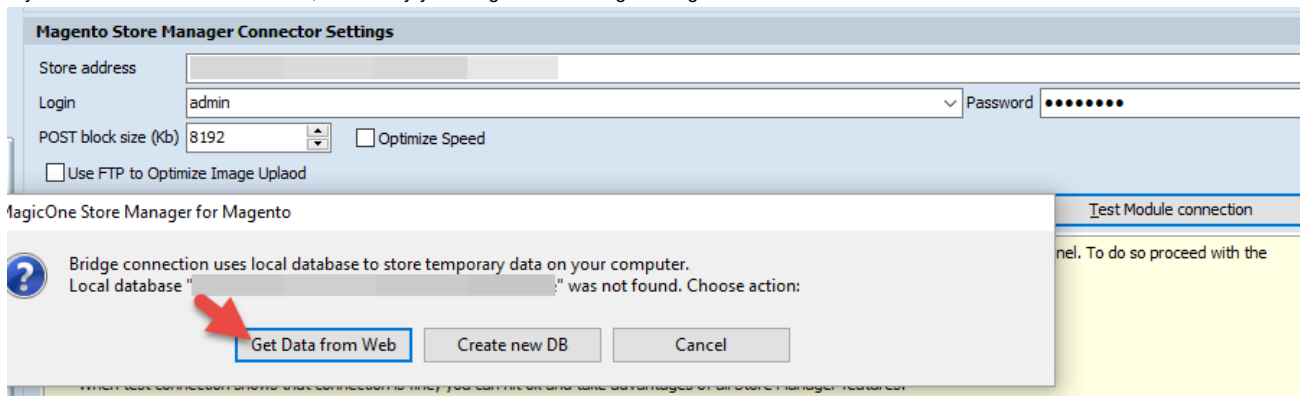 Magento Store Manager Connector Settings
Store address
Login admin Password ●●●●●●●●
POST block size (Kb) 8192 Optimize Speed
Use FTP to Optimize Image Uplaod
MagicOne Store Manager for Magento
Test Module connection
Bridge connection uses local database to store temporary data on your computer.
nel. To do so proceed with the
Local database " " was not found. Choose action:
Get Data from Web Create new DB Cancel